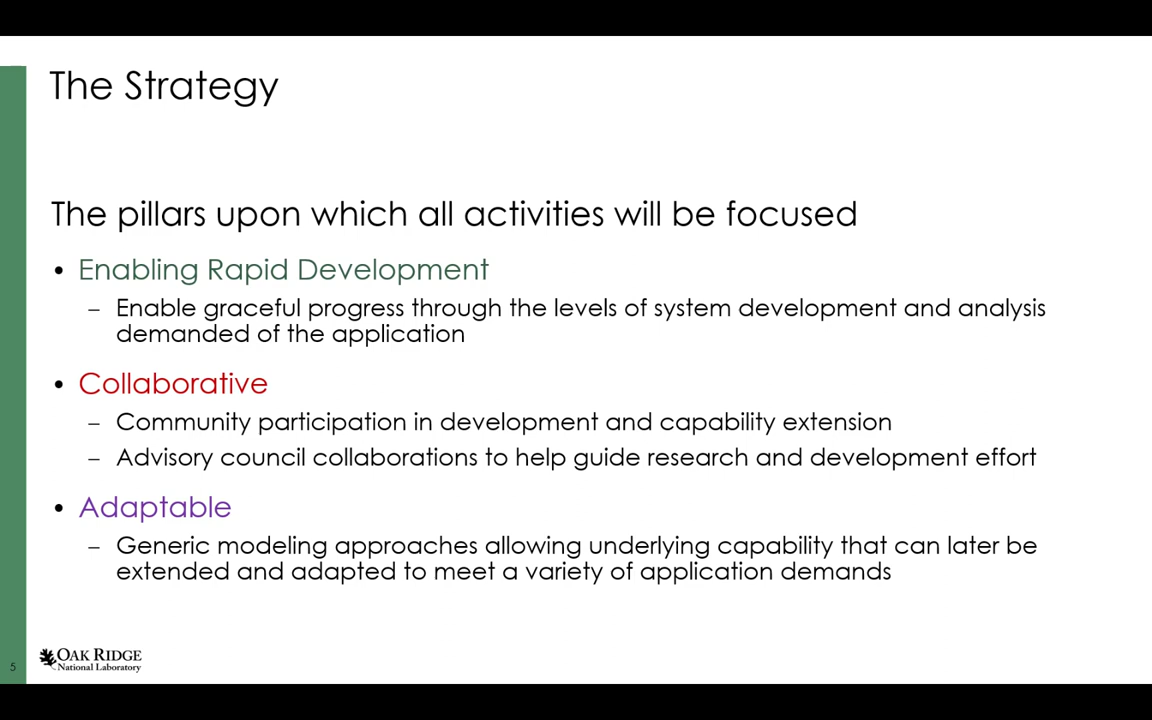 The Strategy
The pillars upon which all activities will be focused
• Enabling Rapid Development
– Enable graceful progress through the levels of system development and analysis
demanded of the application
• Collaborative
– Community participation in development and capability extension
– Advisory council collaborations to help guide research and development effort
• Adaptable
– Generic modeling approaches allowing underlying capability that can later be
extended and adapted to meet a variety of application demands
5
OAK RIDGE
National Laboratory